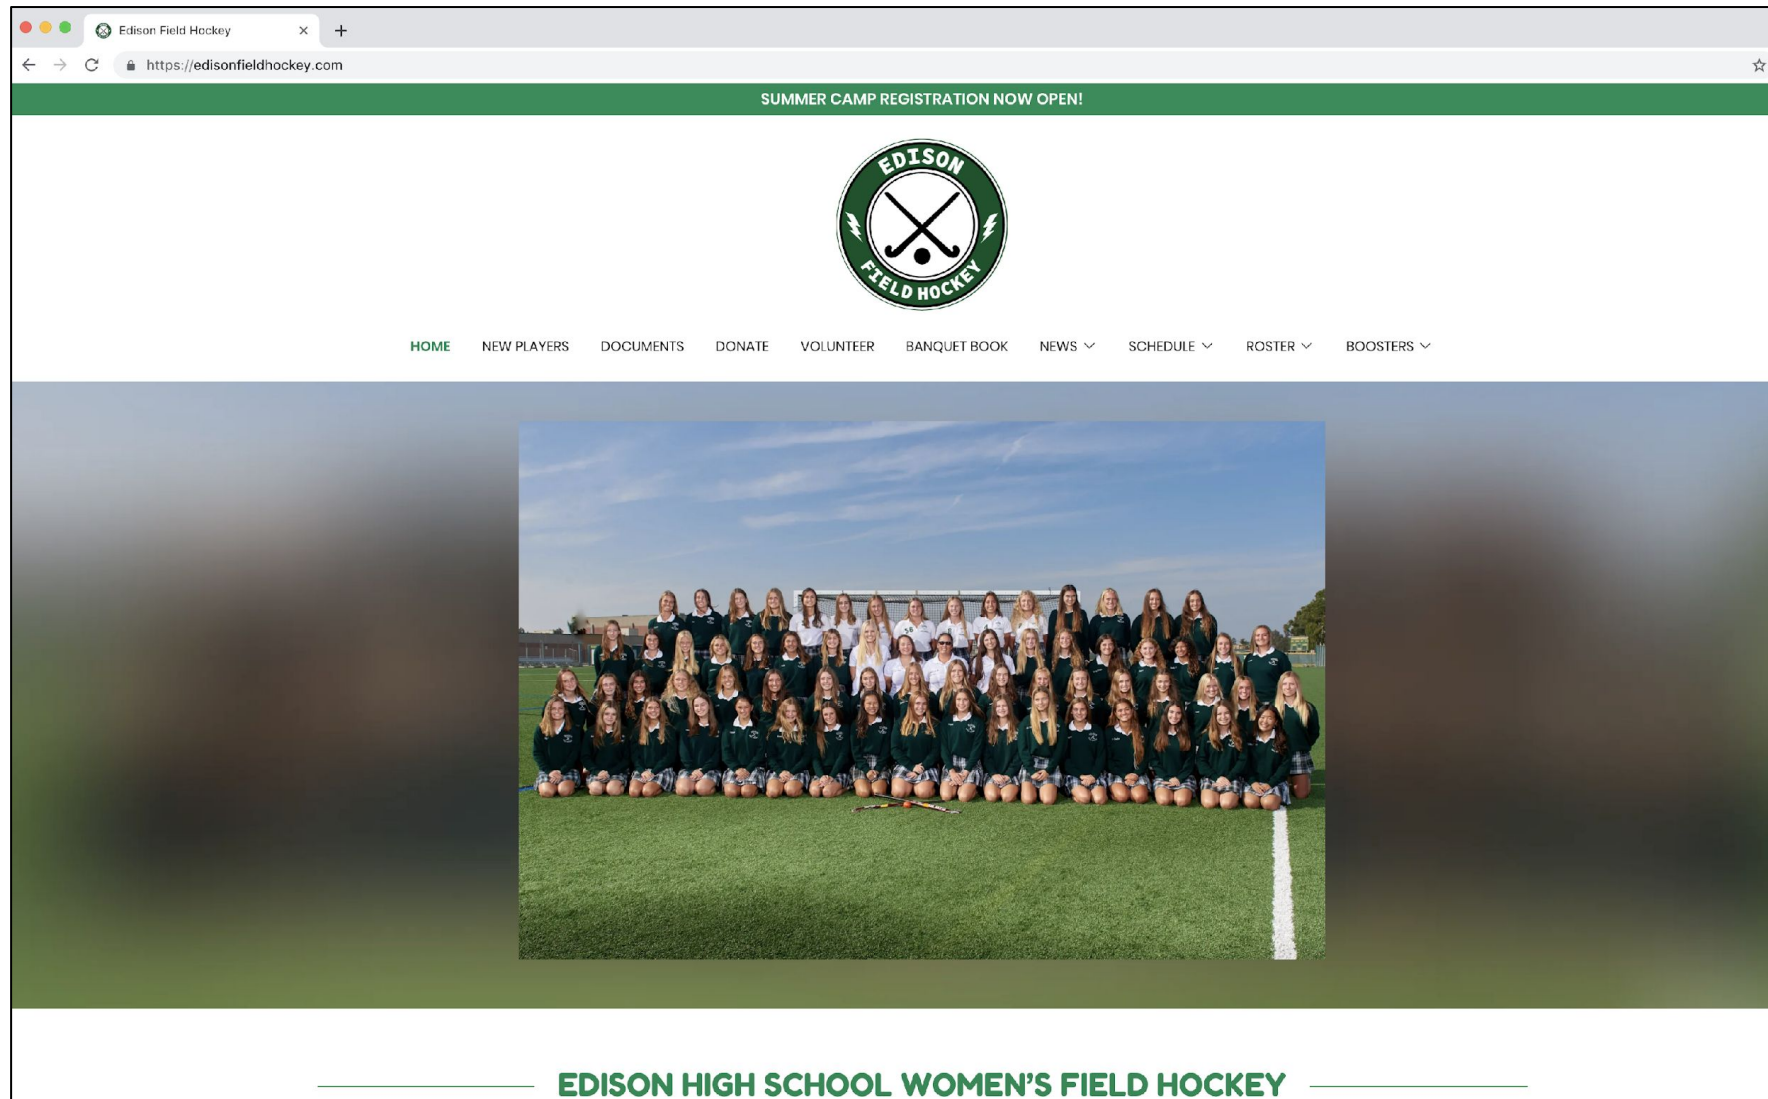 Edison Field Hockey
https://edisonfieldhockey.com
SUMMER CAMP REGISTRATION NOW OPEN!
EDISON
FIELD HOCKEY
HOME NEW PLAYERS DOCUMENTS DONATE VOLUNTEER BANQUET BOOK NEWS SCHEDULE ROSTER BOOSTERS
EDISON HIGH SCHOOL WOMEN'S FIELD HOCKEY